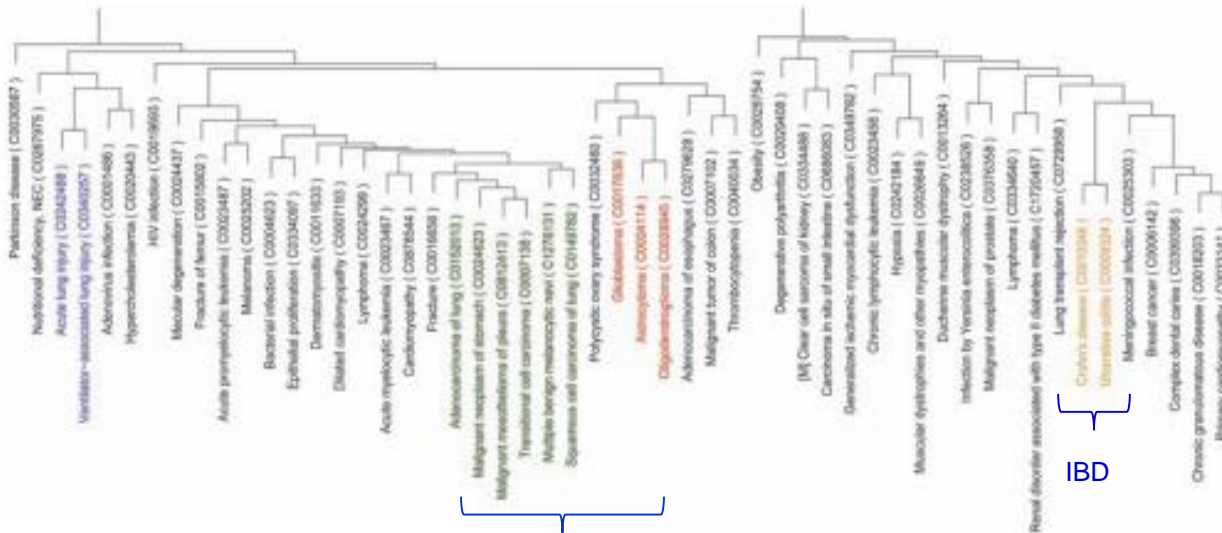 Parkinson disease ( C0030567 )
Nutritional deficiency, NEC ( C0267975 )
Acute lung injury ( C0242488 )
Ventilator-associated lung injury ( C0340257 )
Adenovirus infection ( C0001486 )
Hypercholesterolemia ( C0020443 )
HIV infection ( C0019693 )
Macular degeneration ( C0024437 )
Fracture of femur ( C0015802 )
Acute promyelocytic leukemia ( C0023487 )
Melanoma ( C0025202 )
Bacterial infection ( C0004623 )
Epithelial proliferation ( C0334097 )
Dermatomyositis ( C0011633 )
Dilated cardiomyopathy ( C0007193 )
Lymphoma ( C0024299 )
Acute myelocytic leukemia ( C0023467 )
Cardiomyopathy ( C0878544 )
Fracture ( C0016658 )
Adenocarcinoma of lung ( C0152013 )
Malignant neoplasm of stomach ( C0024623 )
Malignant mesothelioma of pleura ( C0812413 )
Transitional cell carcinoma ( C0007138 )
Multiple benign melanocytic nevi ( C1276131 )
Squamous cell carcinoma of lung ( C0149782 )
Polycystic ovary syndrome ( C0032460 )
Glioblastoma ( C0017636 )
Astrocytoma ( C0004114 )
Oligodendroglioma ( C0028945 )
Adenocarcinoma of esophagus ( C0279628 )
Malignant tumor of colon ( C0007102 )
Thrombocytopenia ( C0040034 )
Obesity ( C0028754 )
Degenerative polyarthritis ( C0029408 )
[M] Clear cell sarcoma of kidney ( C0334488 )
Carcinoma in situ of small intestine ( C0686083 )
Generalized ischemic myocardial dysfunction ( C0349782 )
Chronic lymphocytic leukemia ( C0023458 )
Hypoxia ( C0242184 )
Muscular dystrophies and other myopathies ( C0026849 )
Duchenne muscular dystrophy ( C0013264 )
Infection by Yersinia enterocolitica ( C0238526 )
Malignant neoplasm of prostate ( C0376358 )
Lymphoma ( C0334640 )
Renal disorder associated with type II diabetes mellitus ( C1720457 )
Lung transplant rejection ( C0729958 )
Crohn's disease ( C0010346 )
Ulcerative colitis ( C0009324 )
Meningococcal infection ( C0025303 )
Breast cancer ( C0006142 )
Complex dental caries ( C0399396 )
Chronic granulomatous disease ( C0018203 )
IBD